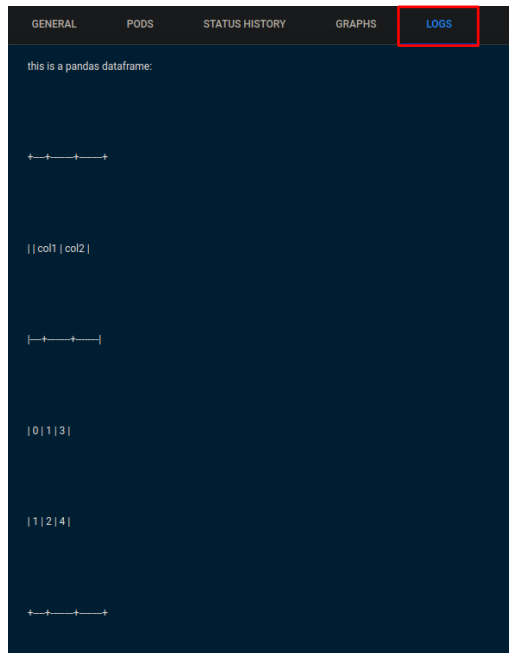 GENERAL PODS STATUS HISTORY GRAPHS LOGS
this is a pandas dataframe:
+----+--------+--------+
| | col1 | col2 |
|----+--------+--------|
| 0 | 1 | 3 |
| 1 | 2 | 4 |
+----+--------+--------+